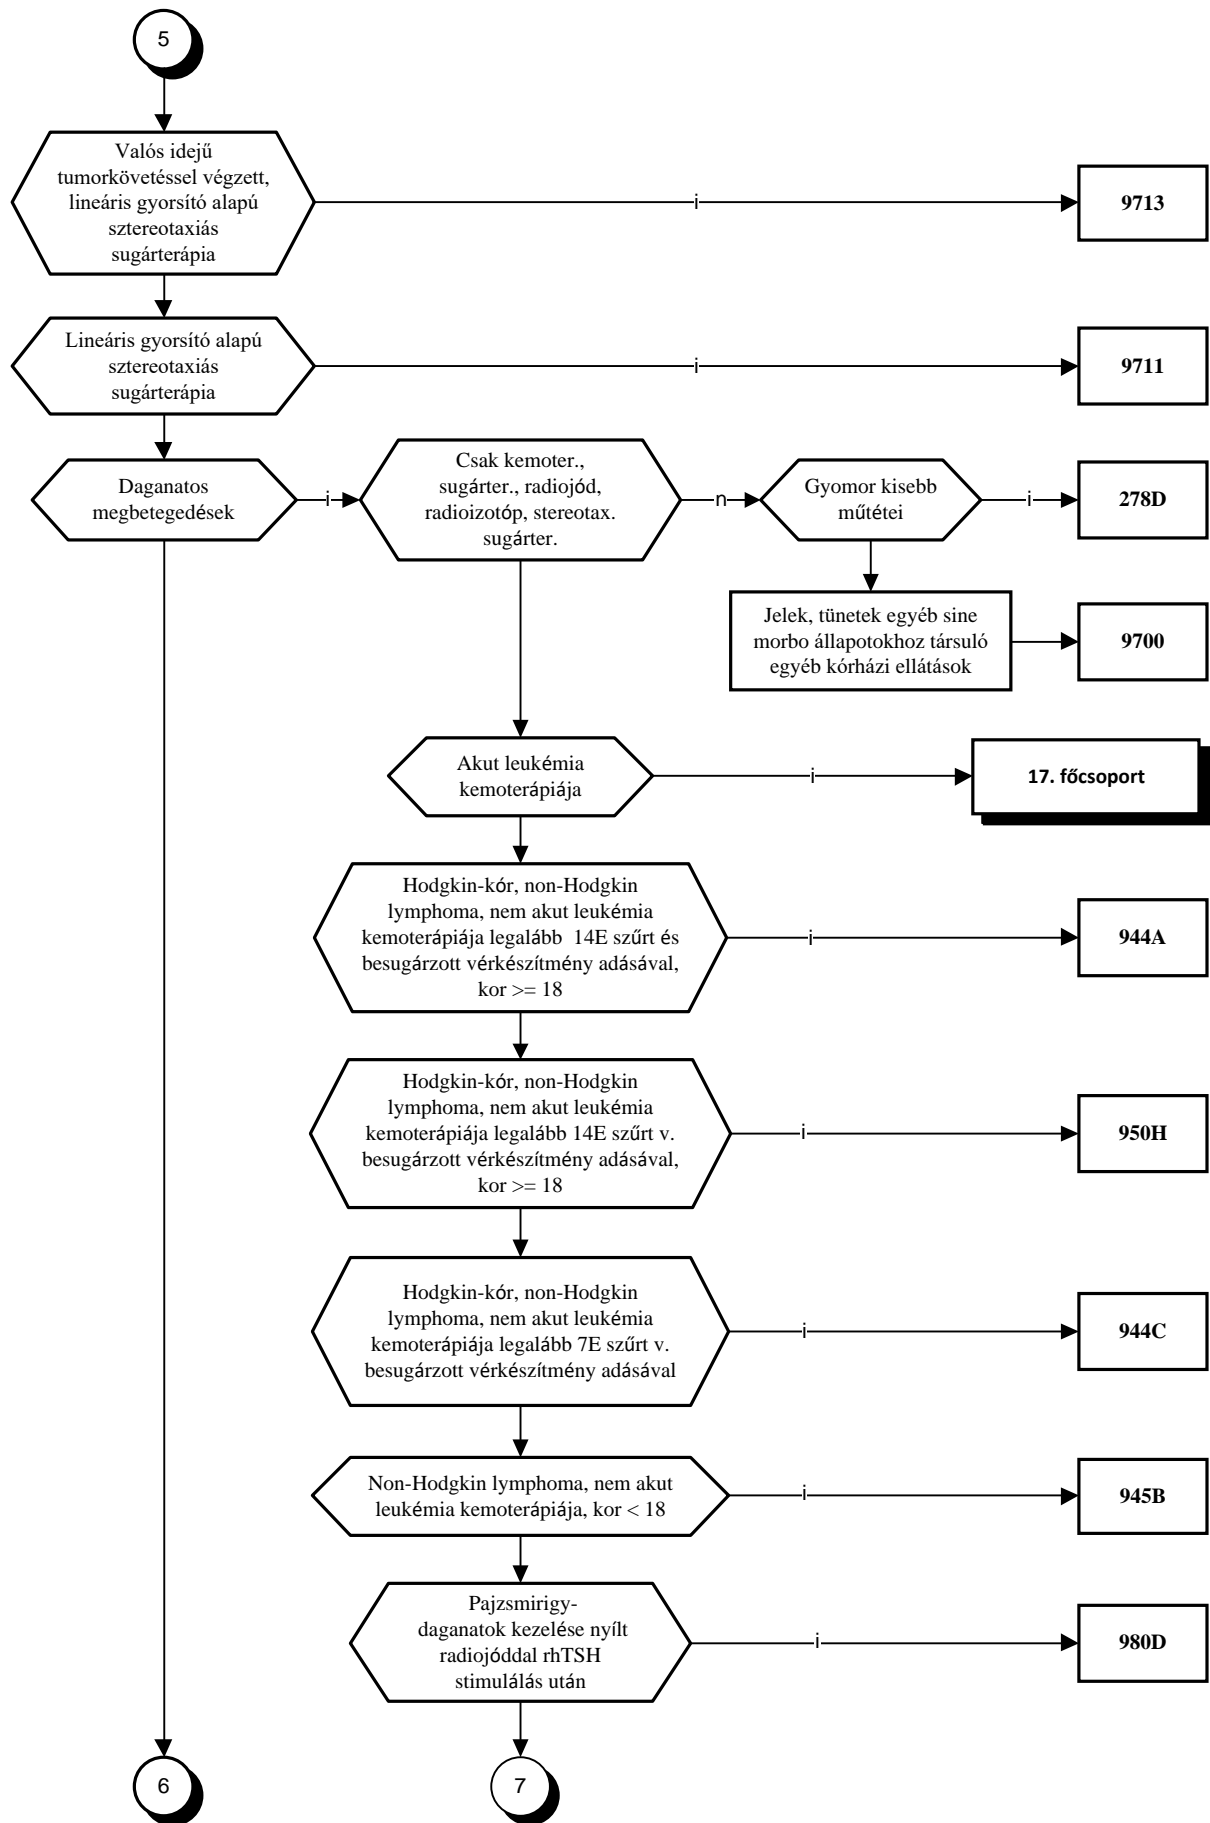 5
Valós idejű
tumorkövetéssel végzett,
lineáris gyorsító alapú
sztereotaxiás
sugárterápia
i
9713
Lineáris gyorsító alapú
sztereotaxiás
sugárterápia
i
9711
Daganatos
megbetegedések
i
Csak kemoter.,
sugárter., radiojód,
radioizotóp, stereotax.
sugárter.
n
Gyomor kisebb
műtétei
i
278D
Jelek, tünetek egyéb sine
morbo állapotokhoz társuló
egyéb kórházi ellátások
9700
Akut leukémia
kemoterápiája
i
17. főcsoport
Hodgkin-kór, non-Hodgkin
lymphoma, nem akut leukémia
kemoterápiája legalább  14E szűrt és
besugárzott vérkészítmény adásával,
kor >= 18
i
944A
Hodgkin-kór, non-Hodgkin
lymphoma, nem akut leukémia
kemoterápiája legalább 14E szűrt v.
besugárzott vérkészítmény adásával,
kor >= 18
i
950H
Hodgkin-kór, non-Hodgkin
lymphoma, nem akut leukémia
kemoterápiája legalább 7E szűrt v.
besugárzott vérkészítmény adásával
i
944C
Non-Hodgkin lymphoma, nem akut
leukémia kemoterápiája, kor < 18
i
945B
Pajzsmirigy-
daganatok kezelése nyílt
radiojóddal rhTSH
stimulálás után
i
980D
6
7